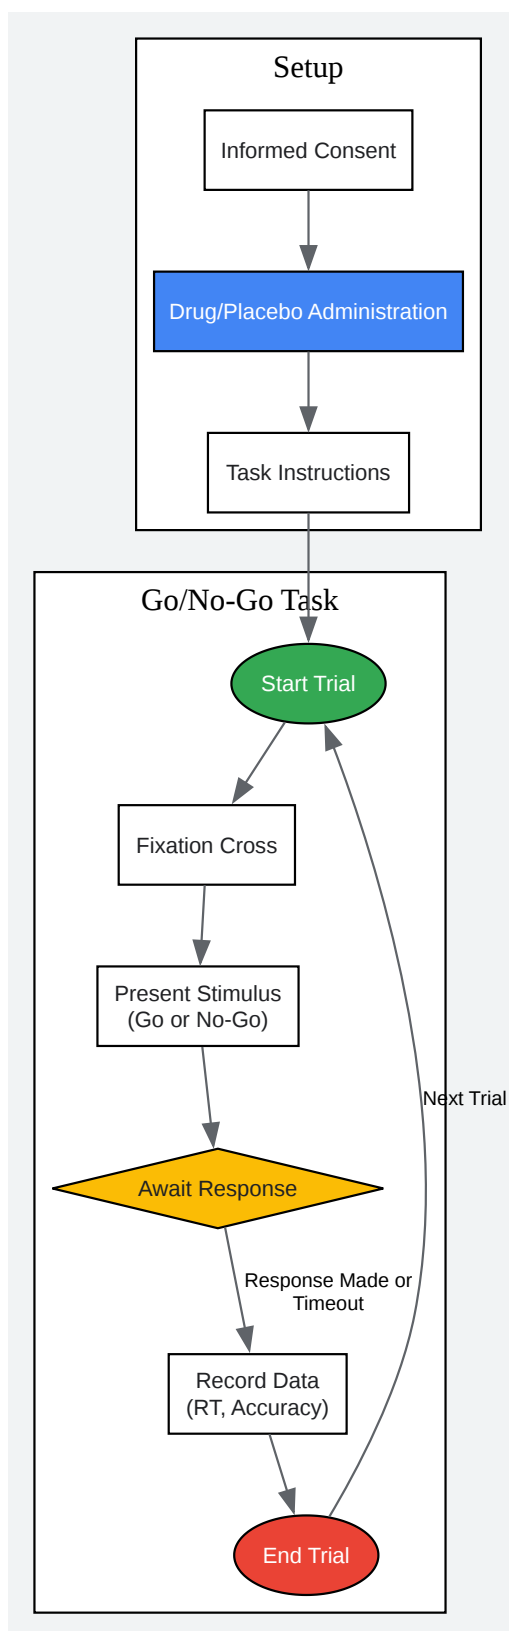 Setup
Informed Consent
Drug/Placebo Administration
Task Instructions
Go/No-Go Task
Start Trial
Fixation Cross
Present Stimulus
(Go or No-Go)
Next Trial
Await Response
Response Made or
Timeout
Record Data
(RT, Accuracy)
End Trial